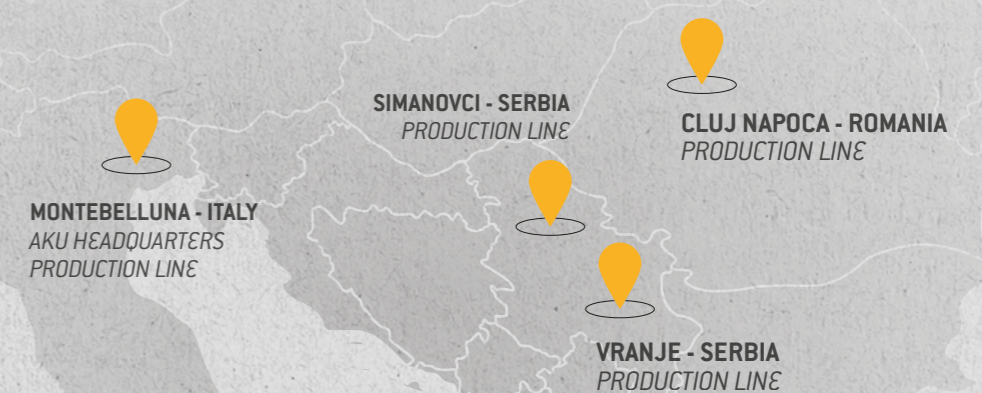 SIMANOVCI - SERBIA
PRODUCTION LINE
CLUJ NAPOCA - ROMANIA
PRODUCTION LINE
MONTEBELLUNA - ITALY
AKU HEADQUARTERS
PRODUCTION LINE
VRANJE - SERBIA
PRODUCTION LINE